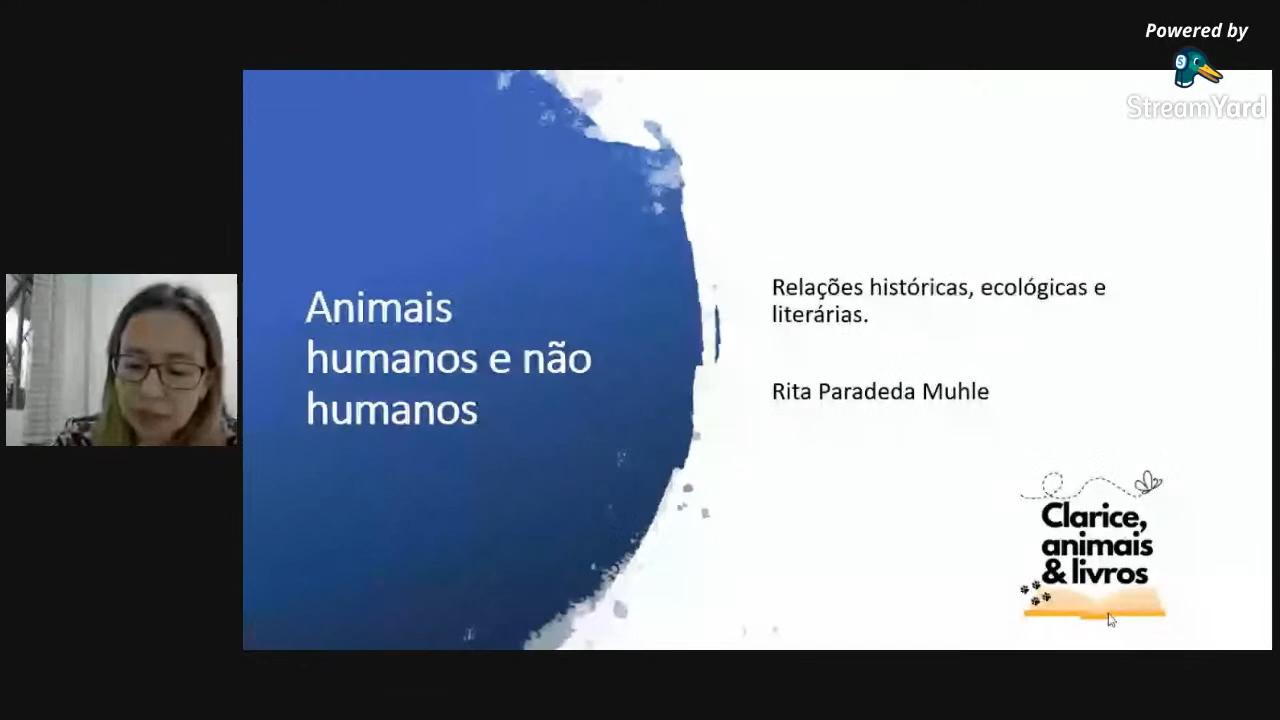 Powered by
StreamYard
Animais
humanos e não
humanos
Relações históricas, ecológicas e
literárias.
Rita Paradeda Muhle
Clarice,
animais
& livros